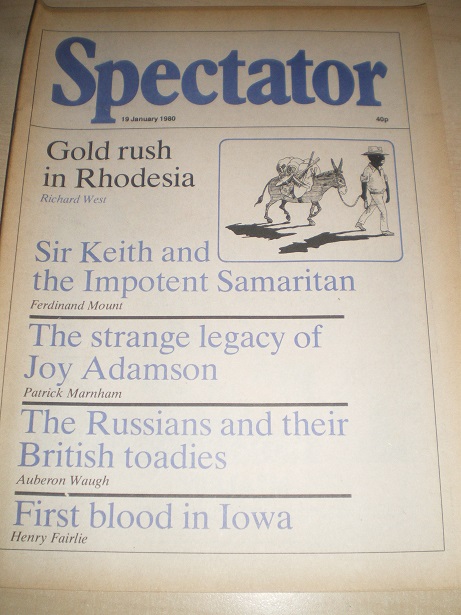 Spectator
19 January 1980 40p
Gold rush
in Rhodesia
Richard West
Sir Keith and
the Impotent Samaritan
Ferdinand Mount
The strange legacy of
Joy Adamson
Patrick Marnham
The Russians and their
British toadies
Auberon Waugh
First blood in Iowa
Henry Fairlie